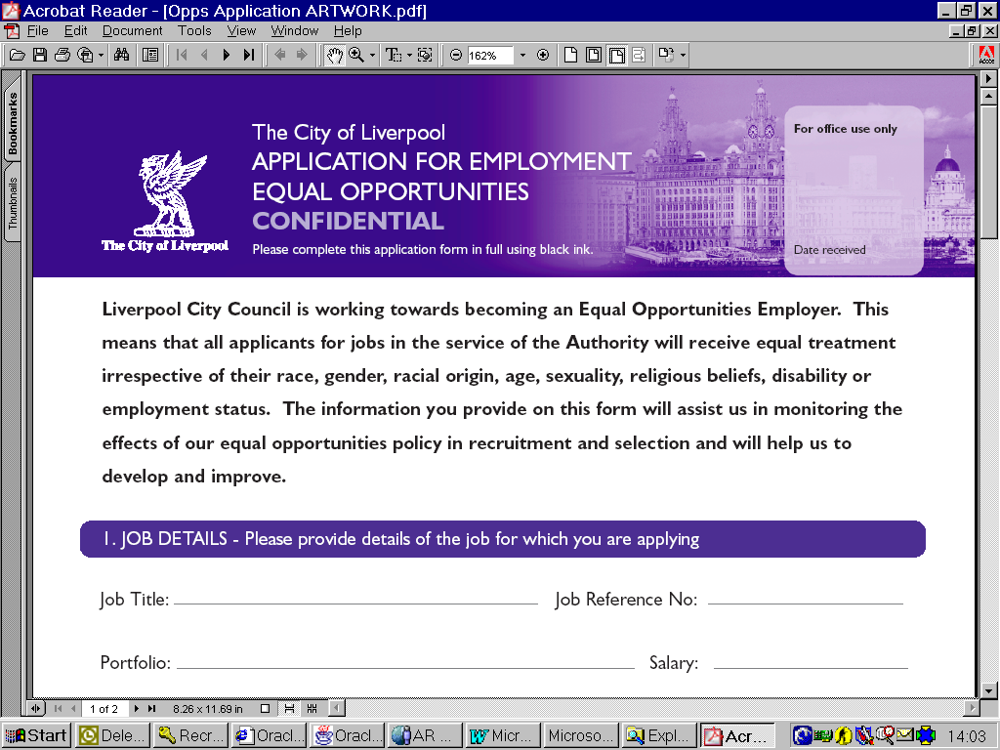 Acrobat Reader - [Opps Application ARTWORK.pdf]
File Edit Document Tools View Window Help
162%
Adobe
Bookmarks
Thumbnails
The City of Liverpool
The City of Liverpool
APPLICATION FOR EMPLOYMENT
EQUAL OPPORTUNITIES
CONFIDENTIAL
Please complete this application form in full using black ink.
For office use only
Date received
Liverpool City Council is working towards becoming an Equal Opportunities Employer. This
means that all applicants for jobs in the service of the Authority will receive equal treatment
irrespective of their race, gender, racial origin, age, sexuality, religious beliefs, disability or
employment status. The information you provide on this form will assist us in monitoring the
effects of our equal opportunities policy in recruitment and selection and will help us to
develop and improve.
1. JOB DETAILS - Please provide details of the job for which you are applying
Job Title: Job Reference No:
Portfolio: Salary:
1 of 2 8.26 x 11.69 in
Start Dele... Recr... Oracl... Oracl... AR ... Micr... Microso... Expl... Acr... 14:03